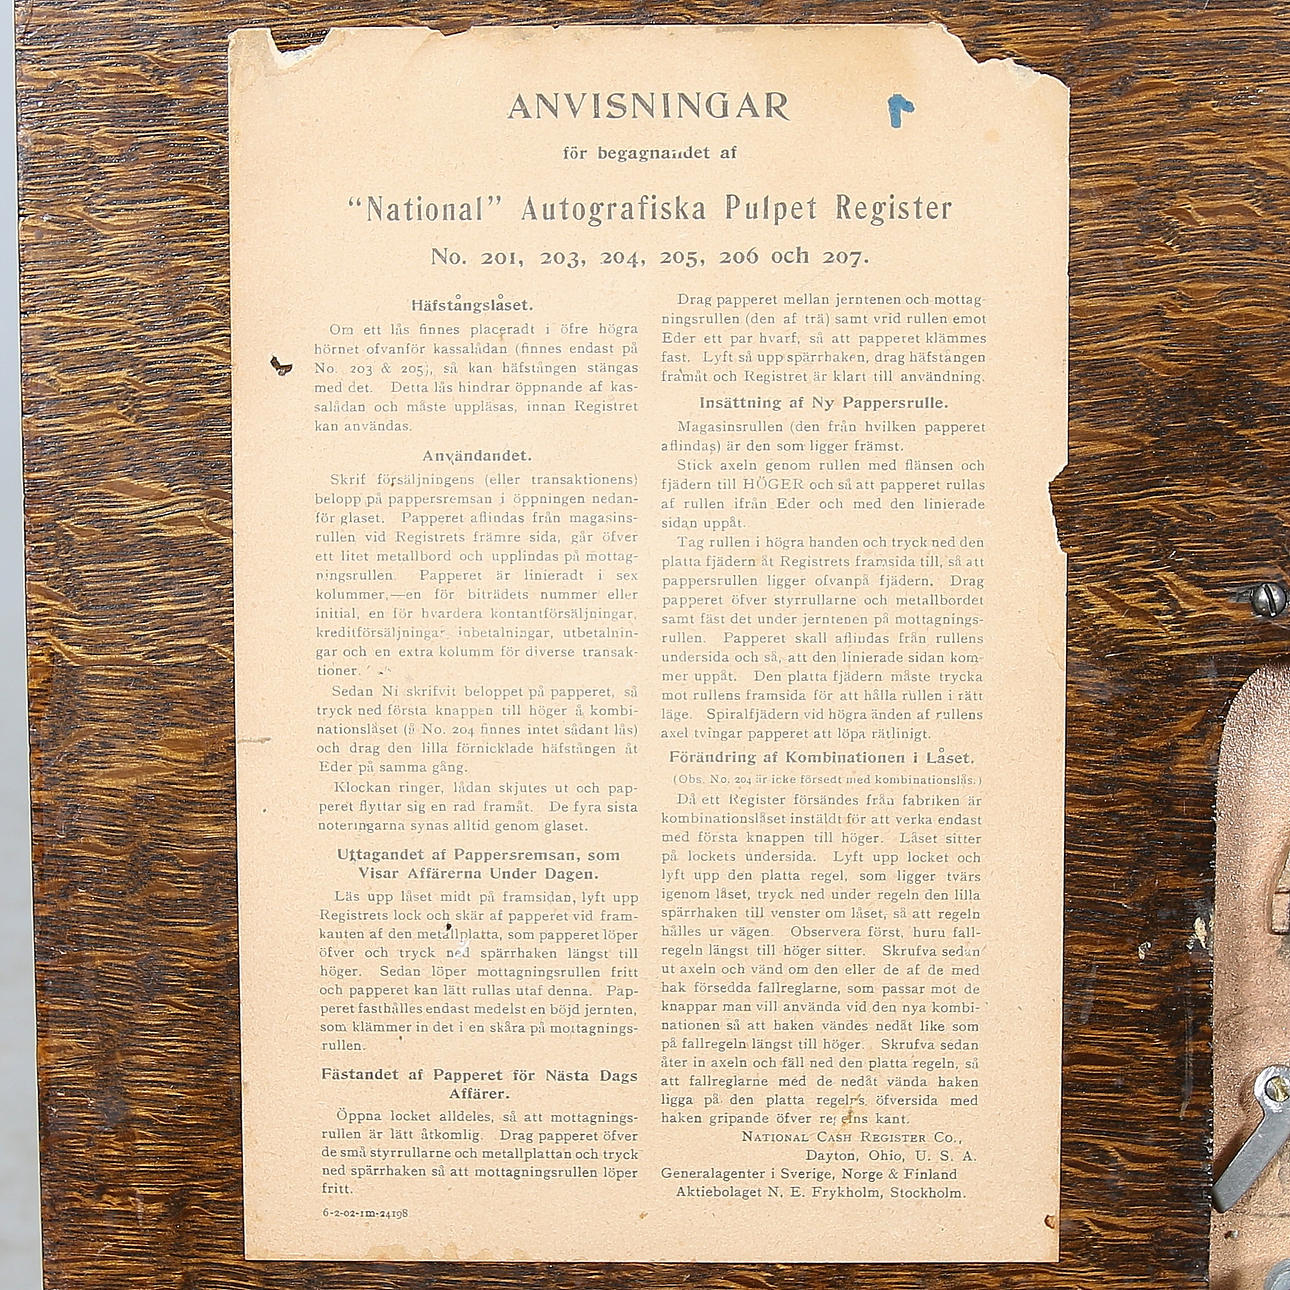 ANVISNINGAR
för begagnandet af
“National” Autografiska Pulpet Register
No. 201, 203, 204, 205, 206 och 207.
Häfstångslåset.
Om ett lås finnes placeradt i öfre högra
hörnet ofvanför kassalådan (finnes endast på
No. 203 & 205), så kan häfstången stängas
med det. Detta lås hindrar öppnande af kas-
salådan och måste uppläsas, innan Registret
kan användas.
Användandet.
Skrif försäljningens (eller transaktionens)
belopp på pappersremsan i öppningen nedan-
för glaset. Papperet aflindas från magasins-
rullen vid Registrets främre sida, går öfver
ett litet metallbord och upplindas på mottag-
ningsrullen. Papperet är linieradt i sex
kolummer,—en för biträdets nummer eller
initial, en för hvardera kontantförsäljningar,
kreditförsäljningar, inbetalningar, utbetalnin-
gar och en extra kolumm för diverse transak-
tioner.
Sedan Ni skrifvit beloppet på papperet, så
tryck ned första knappen till höger å kombi-
nationslåset (å No. 204 finnes intet sådant lås)
och drag den lilla förnicklade häfstången åt
Eder på samma gång.
Klockan ringer, lådan skjutes ut och pap-
peret flyttar sig en rad framåt. De fyra sista
noteringarna synas alltid genom glaset.
Uttagandet af Pappersremsan, som
Visar Affärerna Under Dagen.
Läs upp låset midt på framsidan, lyft upp
Registrets lock och skär af papperet vid fram-
kanten af den metallplatta, som papperet löper
öfver och tryck ned spärrhaken längst till
höger. Sedan löper mottagningsrullen fritt
och papperet kan lätt rullas utaf denna. Pap-
peret fasthålles endast medelst en böjd jernten,
som klämmer in det i en skåra på mottagnings-
rullen.
Fästandet af Papperet för Nästa Dags
Affärer.
Öppna locket alldeles, så att mottagnings-
rullen är lätt åtkomlig. Drag papperet öfver
de små styrrullarne och metallplattan och tryck
ned spärrhaken så att mottagningsrullen löper
fritt.
6-2-02-1m-24198
Drag papperet mellan jerntenen och mottag-
ningsrullen (den af trä) samt vrid rullen emot
Eder ett par hvarf, så att papperet klämmes
fast. Lyft så upp spärrhaken, drag häfstången
framåt och Registret är klart till användning.
Insättning af Ny Pappersrulle.
Magasinsrullen (den från hvilken papperet
aflindas) är den som ligger främst.
Stick axeln genom rullen med flänsen och
fjädern till HÖGER och så att papperet rullas
af rullen ifrån Eder och med den linierade
sidan uppåt.
Tag rullen i högra handen och tryck ned den
platta fjädern åt Registrets framsida till, så att
pappersrullen ligger ofvanpå fjädern. Drag
papperet öfver styrrullarne och metallbordet
samt fäst det under jerntenen på mottagnings-
rullen. Papperet skall aflindas från rullens
undersida och så, att den linierade sidan kom-
mer uppåt. Den platta fjädern måste trycka
mot rullens framsida för att hålla rullen i rätt
läge. Spiralfjädern vid högra änden af rullens
axel tvingar papperet att löpa rätlinigt.
Förändring af Kombinationen i Låset.
(Obs. No. 204 är icke försedt med kombinationslås.)
Då ett Register försändes från fabriken är
kombinationslåset instäldt för att verka endast
med första knappen till höger. Låset sitter
på lockets undersida. Lyft upp locket och
lyft upp den platta regel, som ligger tvärs
igenom låset, tryck ned under regeln den lilla
spärrhaken till venster om låset, så att regeln
hålles ur vägen. Observera först, huru fall-
regeln längst till höger sitter. Skrufva sedan
ut axeln och vänd om den eller de af de med
hak försedda fallreglarne, som passar mot de
knappar man vill använda vid den nya kombi-
nationen så att haken vändes nedåt like som
på fallregeln längst till höger. Skrufva sedan
åter in axeln och fäll ned den platta regeln, så
att fallreglarne med de nedåt vända haken
ligga på den platta regelns öfversida med
haken gripande öfver regelns kant.
NATIONAL CASH REGISTER CO.,
Dayton, Ohio, U. S. A.
Generalagenter i Sverige, Norge & Finland
Aktiebolaget N. E. Frykholm, Stockholm.